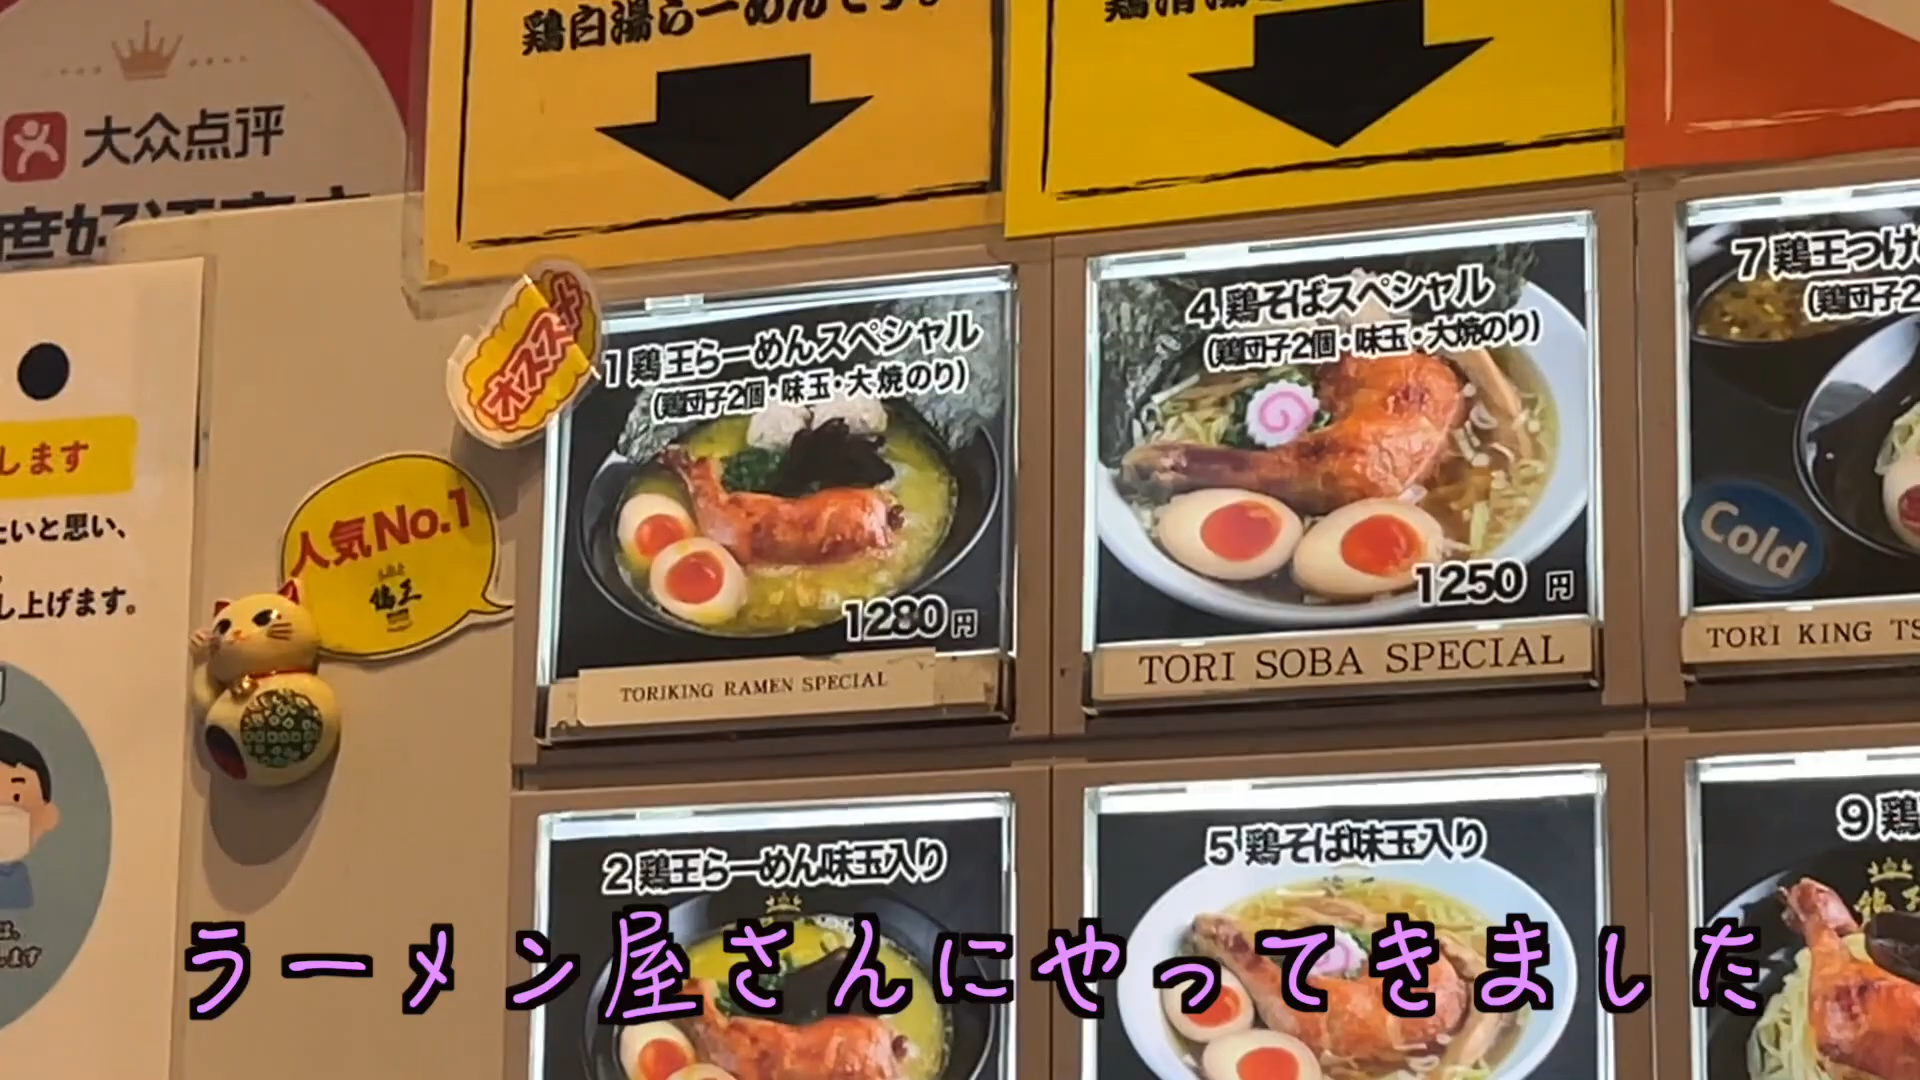 鶏白湯らーめんです。
大众点评
1 鶏王らーめんスペシャル
(鶏団子2個・味玉・大焼のり)
1280円
TORIKING RAMEN SPECIAL
オススメ
人気No.1
鶏王
4 鶏そばスペシャル
(鶏団子2個・味玉・大焼のり)
1250円
TORI SOBA SPECIAL
7 鶏王つけ
(鶏団子2
Cold
TORI KING TS
します
たいと思い、
し上げます。
2 鶏王らーめん味玉入り
5 鶏そば味玉入り
9 鶏
ラーメン屋さんにやってきました